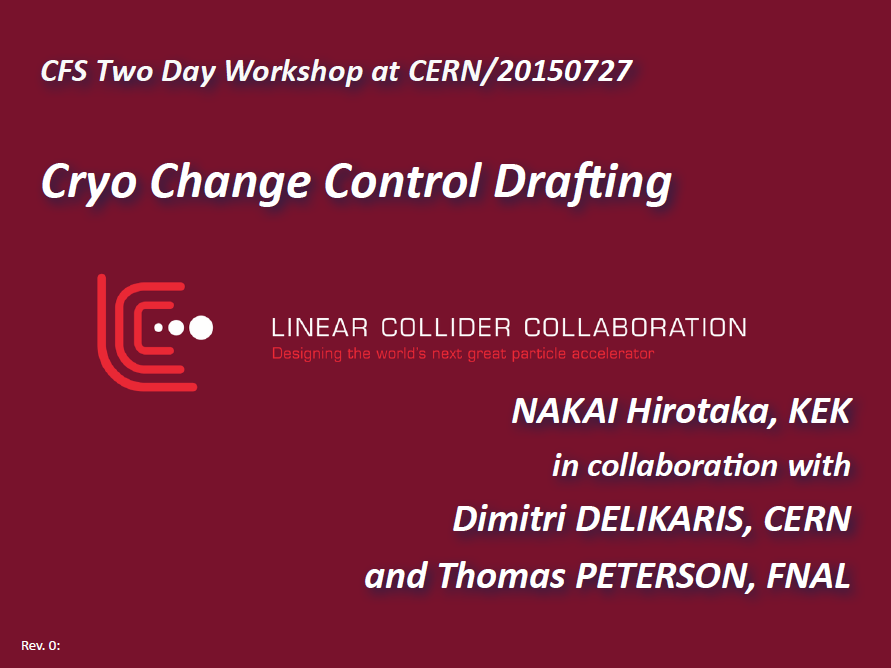 CFS Two Day Workshop at CERN/20150727
Cryo Change Control Drafting
LINEAR COLLIDER COLLABORATION
Designing the world's next great particle accelerator
NAKAI Hirotaka, KEK
in collaboration with
Dimitri DELIKARIS, CERN
and Thomas PETERSON, FNAL
Rev. 0: